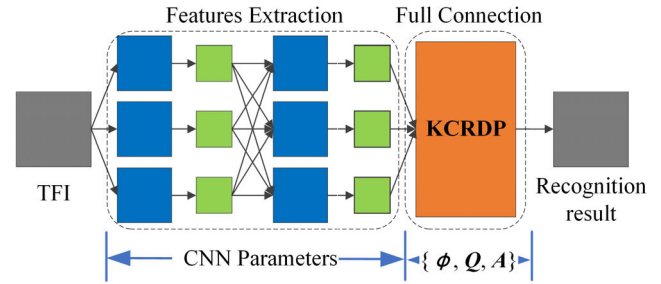 Features Extraction
Full Connection
KCRDP
TFI
Recognition
result
CNN Parameters
{ ϕ, Q, A}